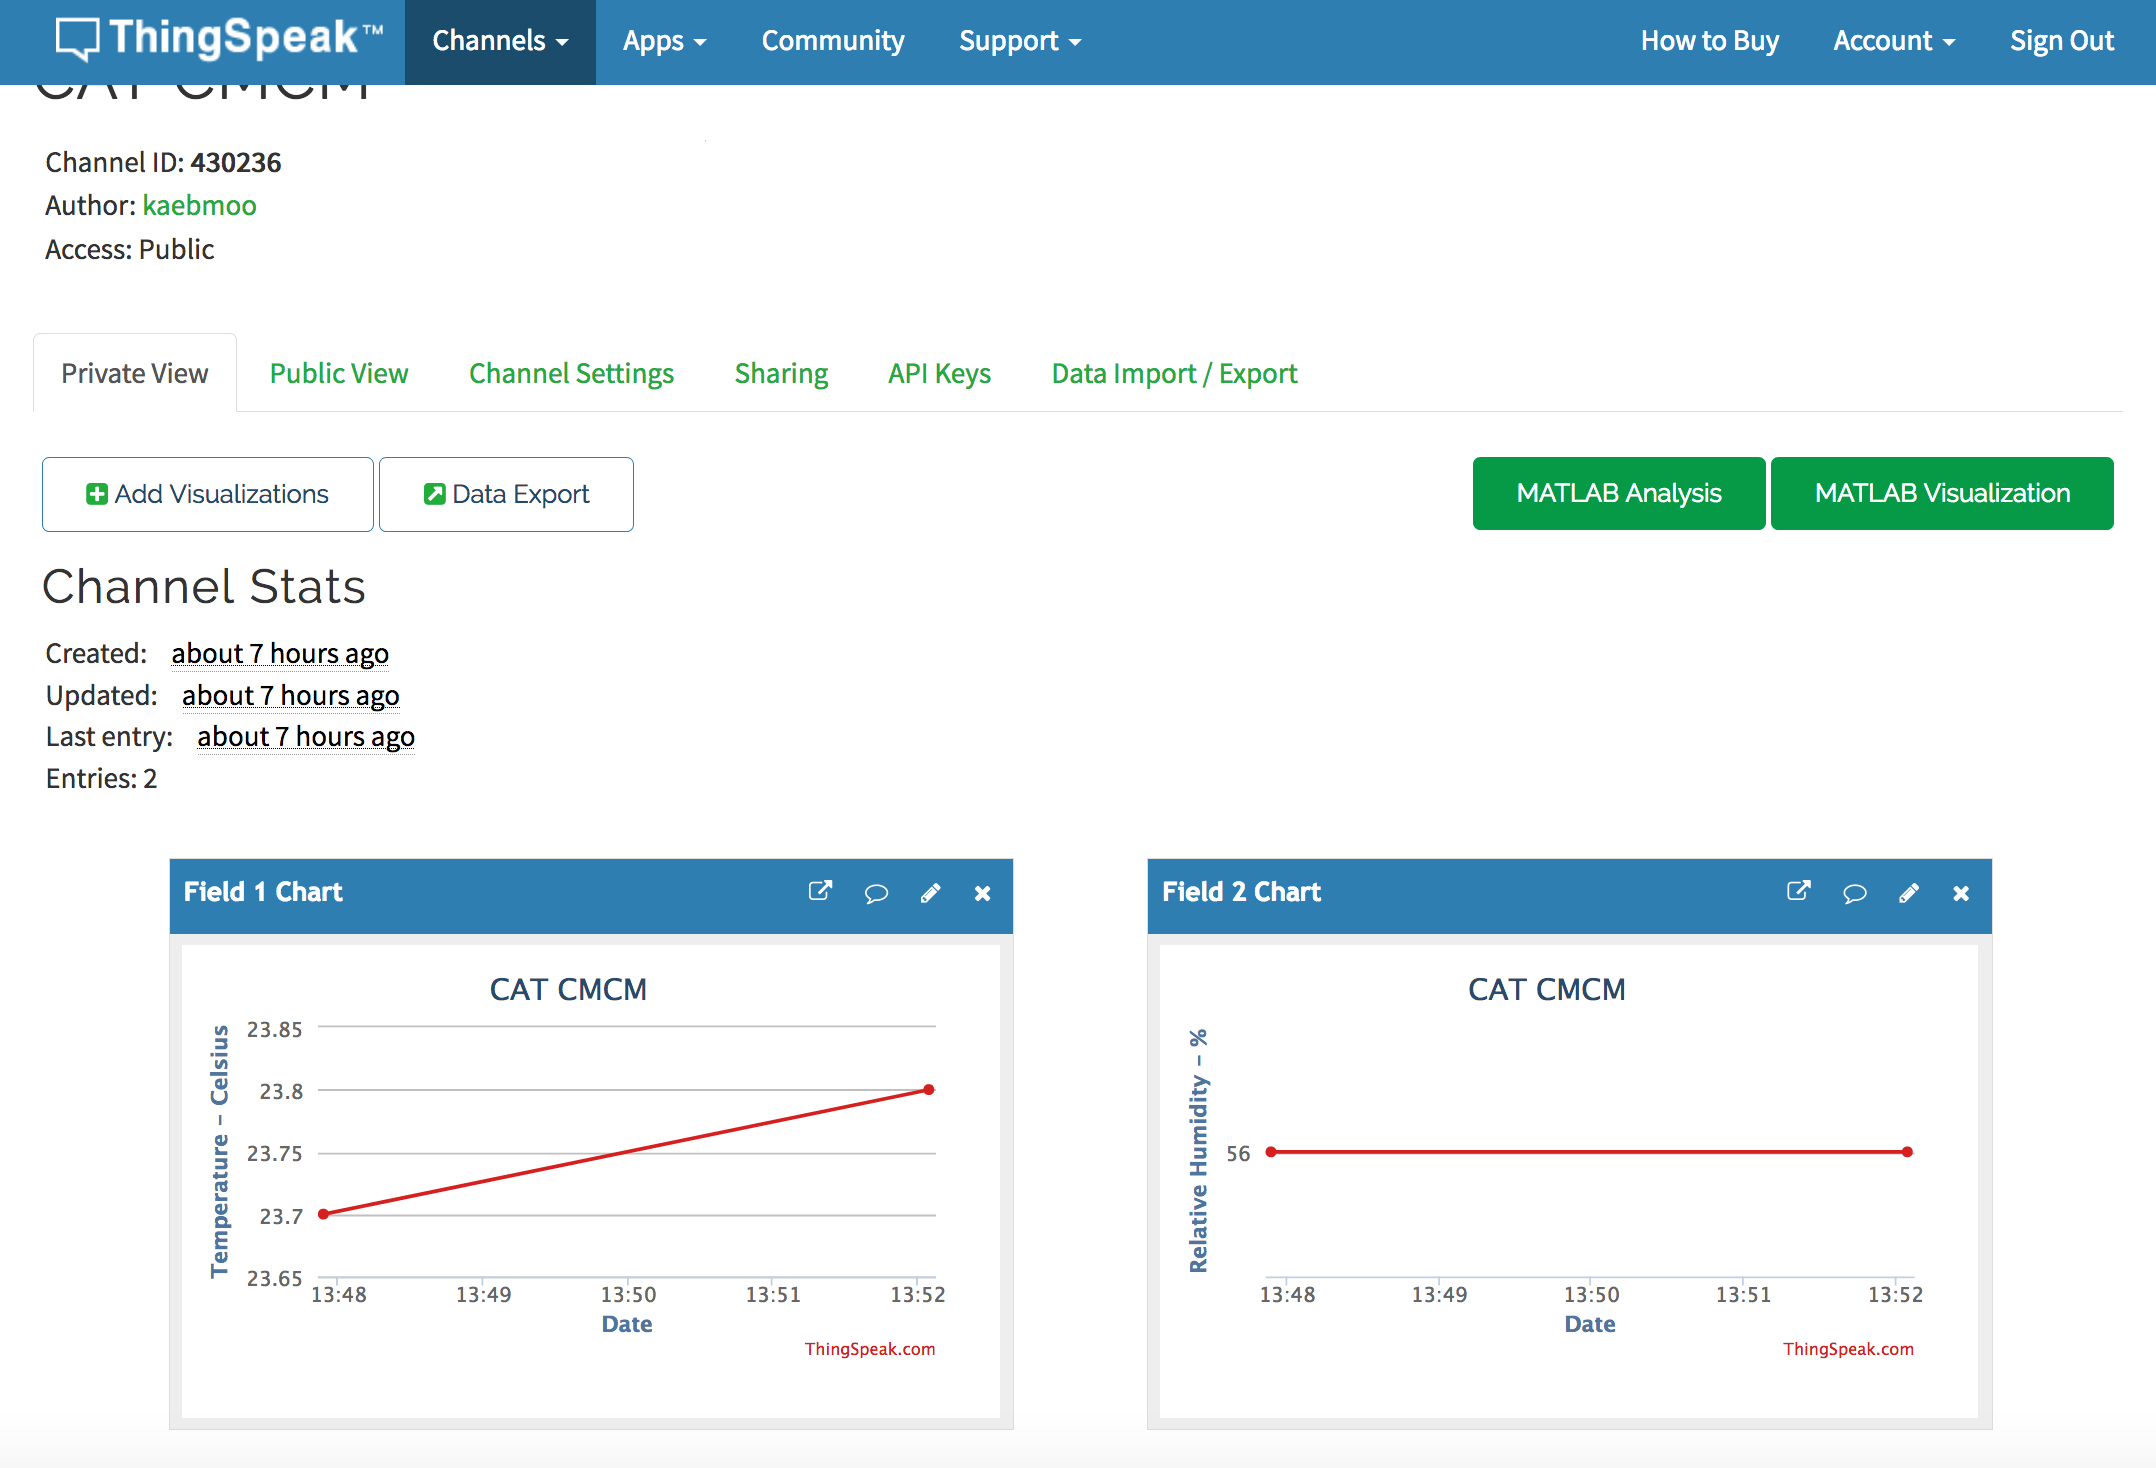 ThingSpeak™ Channels Apps Community Support How to Buy Account Sign Out
CAT CMCM
Channel ID: 430236
Author: kaebmoo
Access: Public
Private View Public View Channel Settings Sharing API Keys Data Import / Export
Add Visualizations Data Export MATLAB Analysis MATLAB Visualization
Channel Stats
Created: about 7 hours ago
Updated: about 7 hours ago
Last entry: about 7 hours ago
Entries: 2
Field 1 Chart
CAT CMCM
Temperature – Celsius
23.85
23.8
23.75
23.7
23.65
13:48 13:49 13:50 13:51 13:52
Date
ThingSpeak.com
Field 2 Chart
CAT CMCM
Relative Humidity – %
56
13:48 13:49 13:50 13:51 13:52
Date
ThingSpeak.com